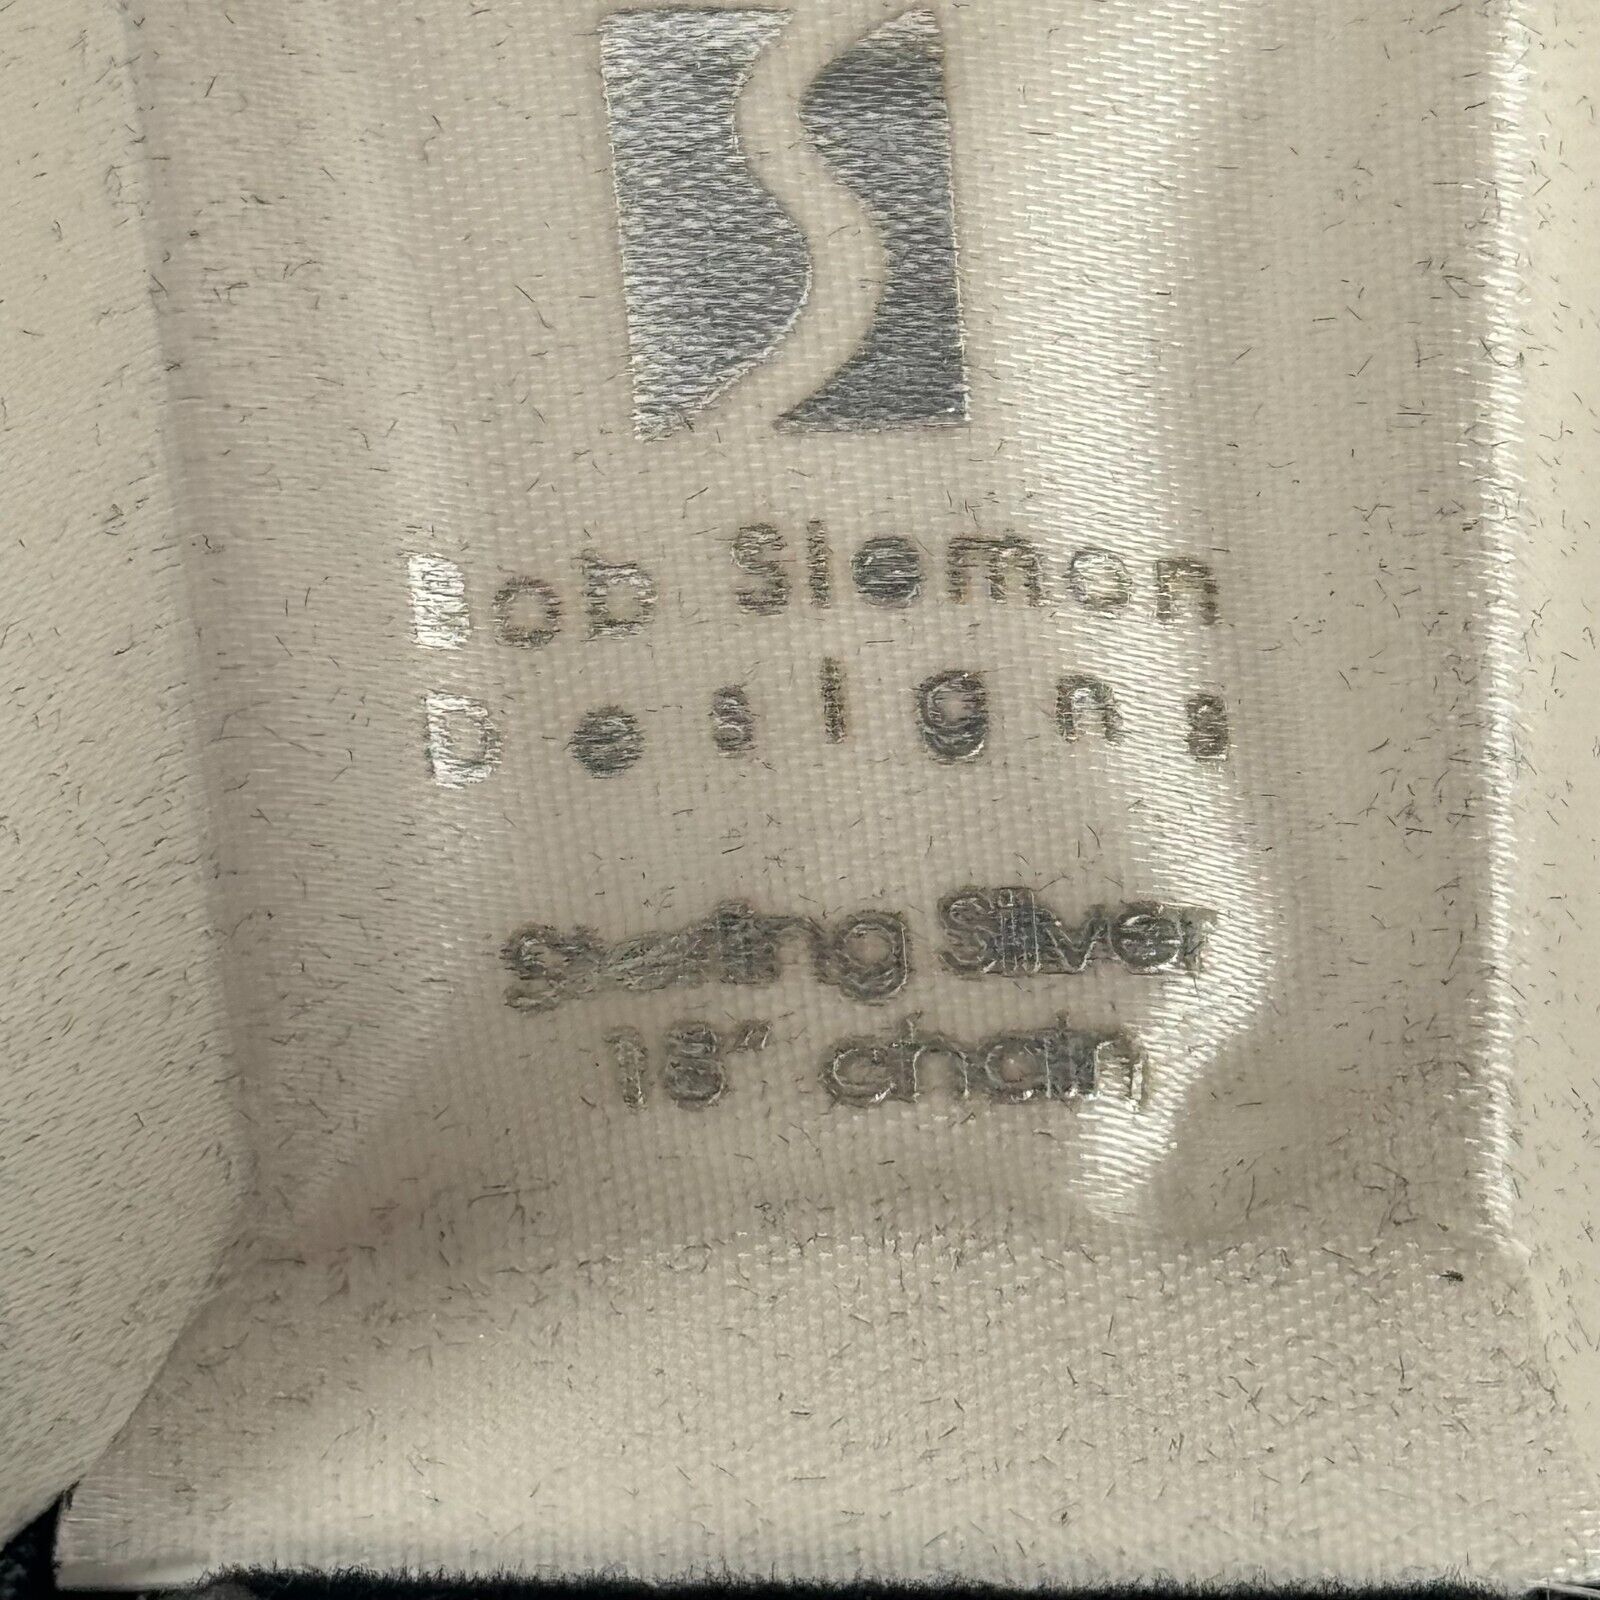 Bob Siemon
Designs
Sterling Silver
18" chain